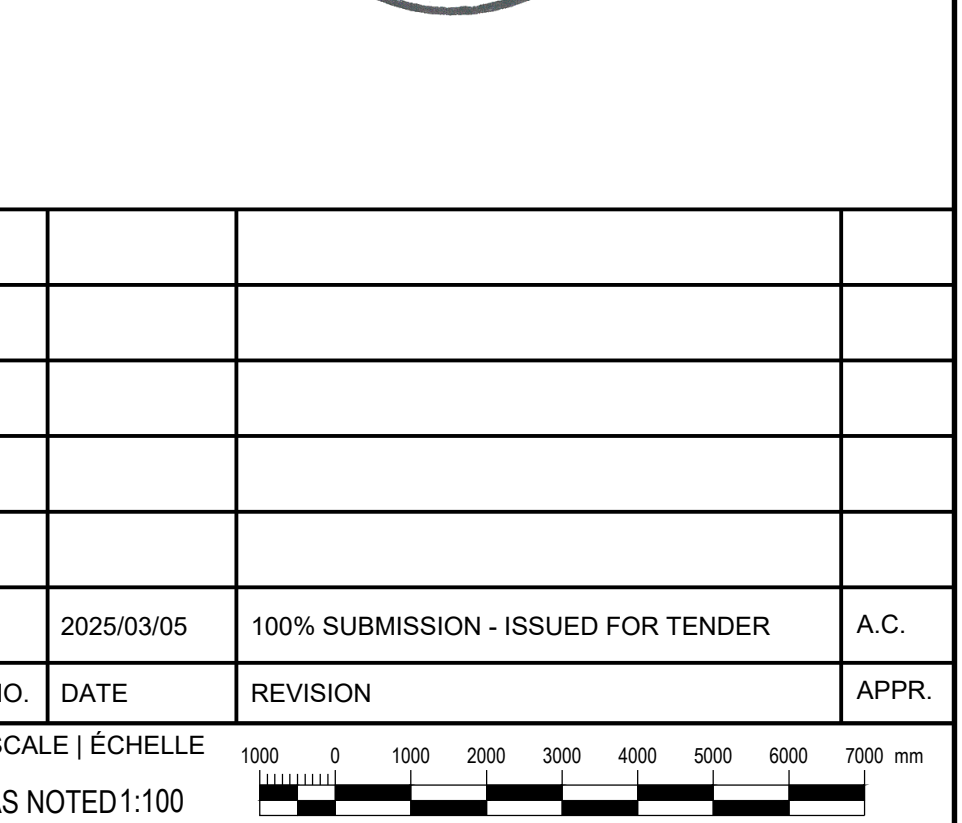 2025/03/05 100% SUBMISSION - ISSUED FOR TENDER A.C.
O. DATE REVISION APPR.
SCALE | ÉCHELLE
1000 0 1000 2000 3000 4000 5000 6000 7000 mm
AS NOTED 1:100